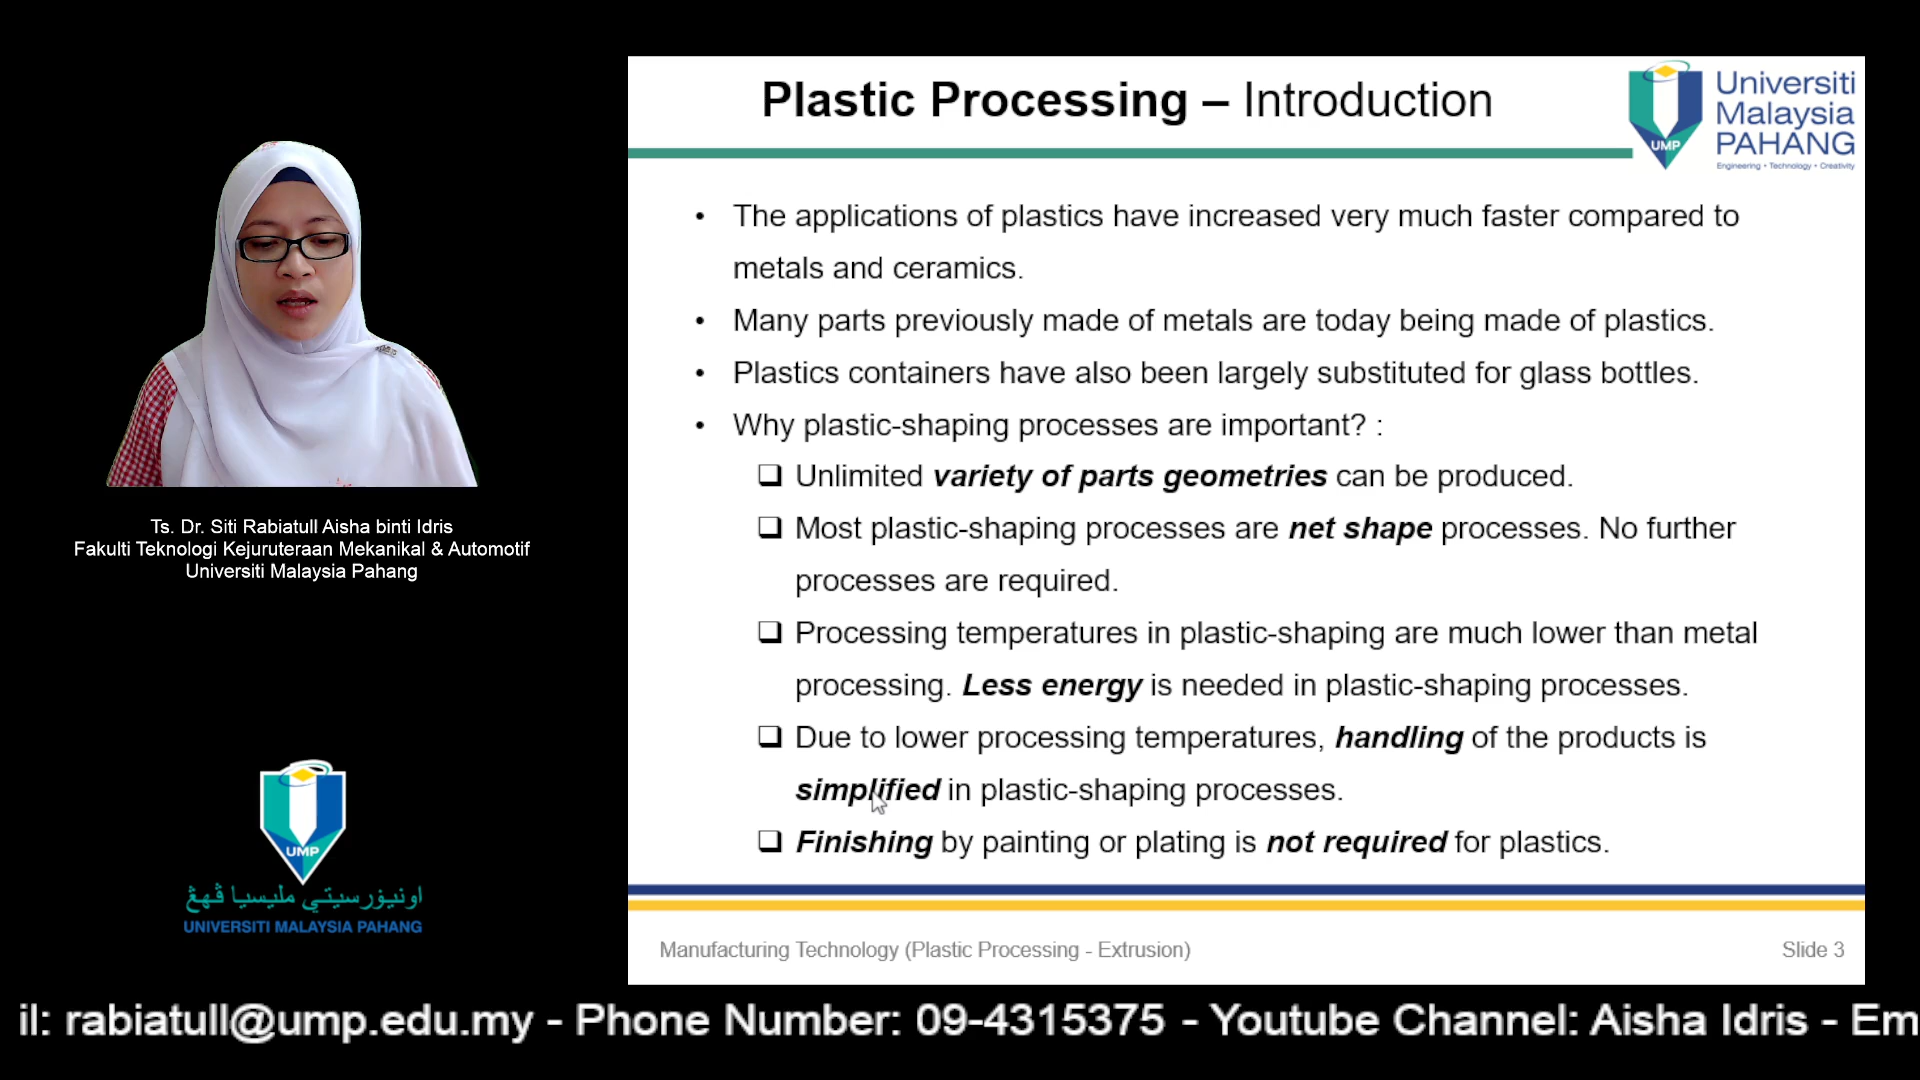 Plastic Processing – Introduction
UMP
Universiti
Malaysia
PAHANG
Engineering • Technology • Creativity
• The applications of plastics have increased very much faster compared to
metals and ceramics.
• Many parts previously made of metals are today being made of plastics.
• Plastics containers have also been largely substituted for glass bottles.
• Why plastic-shaping processes are important? :
❑ Unlimited variety of parts geometries can be produced.
❑ Most plastic-shaping processes are net shape processes. No further
processes are required.
❑ Processing temperatures in plastic-shaping are much lower than metal
processing. Less energy is needed in plastic-shaping processes.
❑ Due to lower processing temperatures, handling of the products is
simplified in plastic-shaping processes.
❑ Finishing by painting or plating is not required for plastics.
Manufacturing Technology (Plastic Processing - Extrusion)
Slide 3
Ts. Dr. Siti Rabiatull Aisha binti Idris
Fakulti Teknologi Kejuruteraan Mekanikal & Automotif
Universiti Malaysia Pahang
UMP
اونيۏرسيتي مليسيا ڤهڠ
UNIVERSITI MALAYSIA PAHANG
il: rabiatull@ump.edu.my - Phone Number: 09-4315375 - Youtube Channel: Aisha Idris - Em